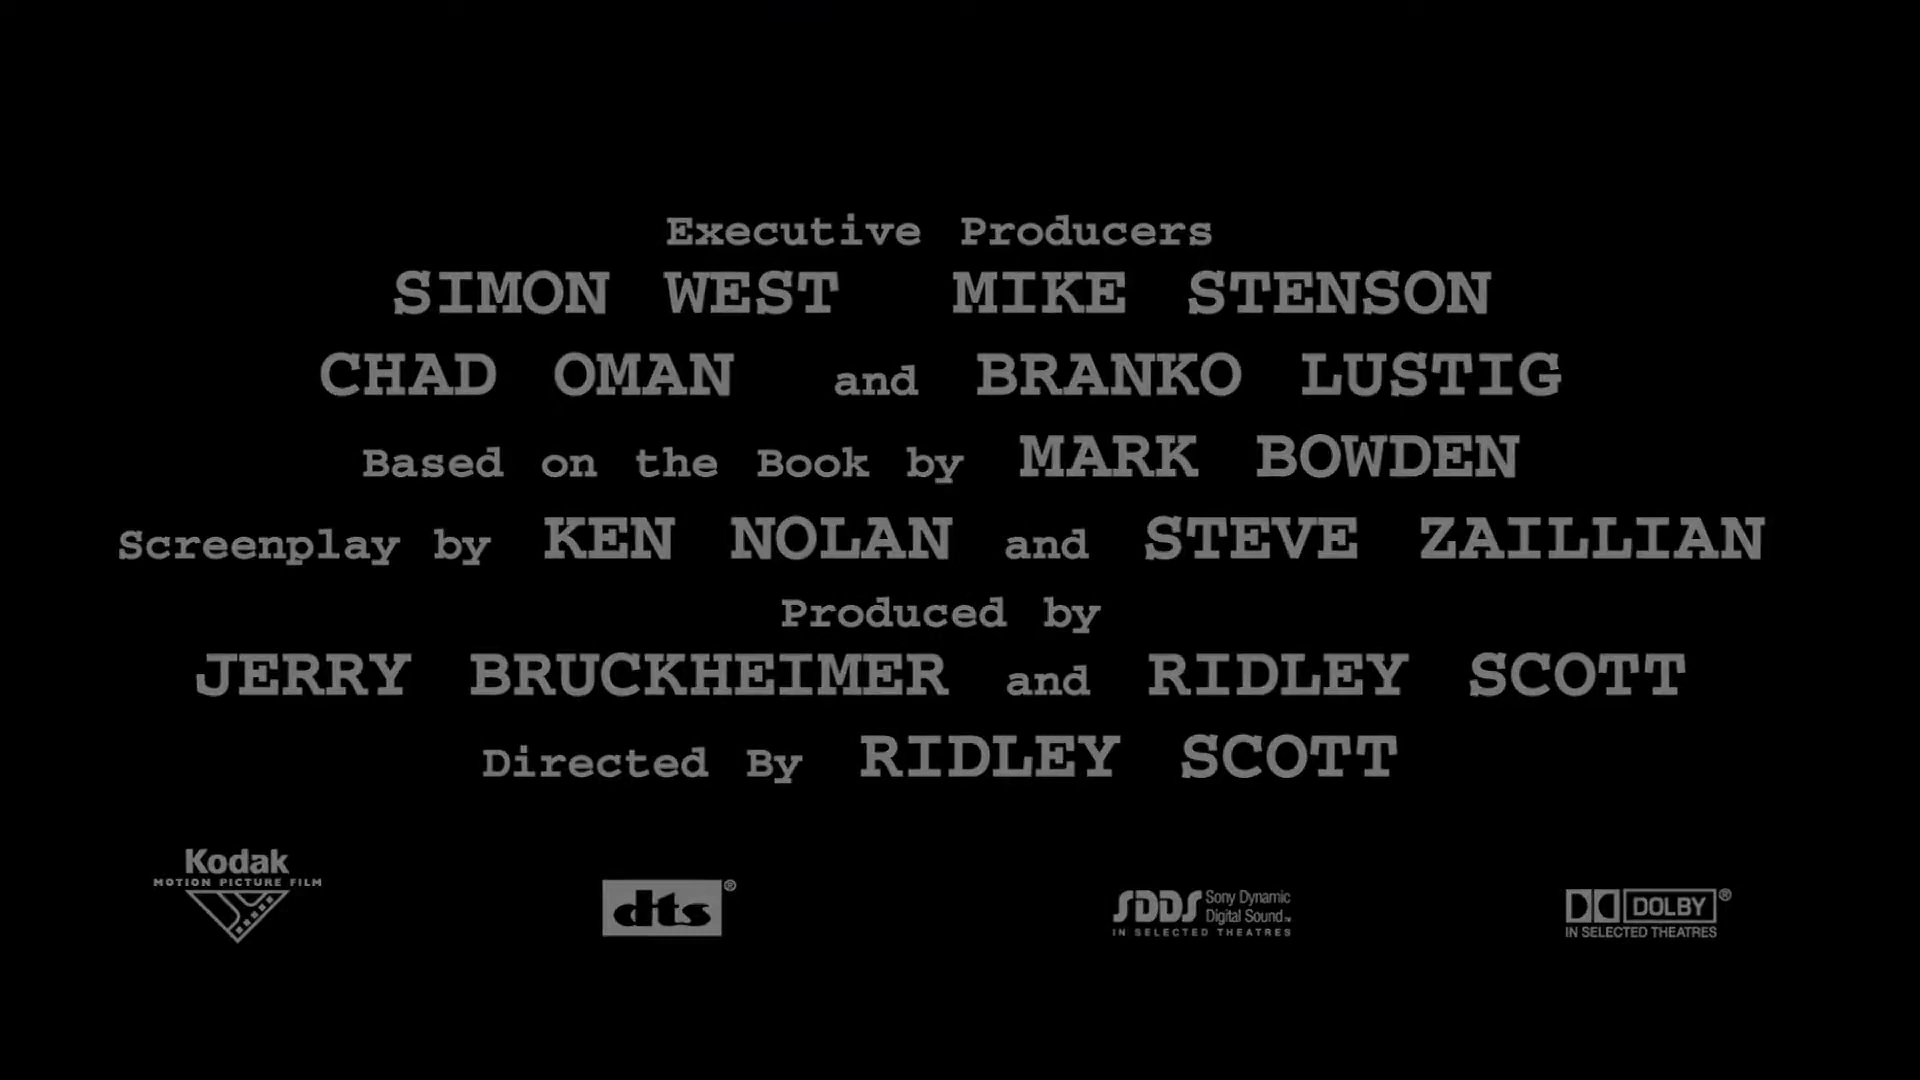 Executive Producers
SIMON WEST MIKE STENSON
CHAD OMAN and BRANKO LUSTIG
Based on the Book by MARK BOWDEN
Screenplay by KEN NOLAN and STEVE ZAILLIAN
Produced by
JERRY BRUCKHEIMER and RIDLEY SCOTT
Directed By RIDLEY SCOTT
Kodak
MOTION PICTURE FILM
dts®
SDDS Sony Dynamic
Digital Sound™
IN SELECTED THEATRES
DOLBY®
IN SELECTED THEATRES